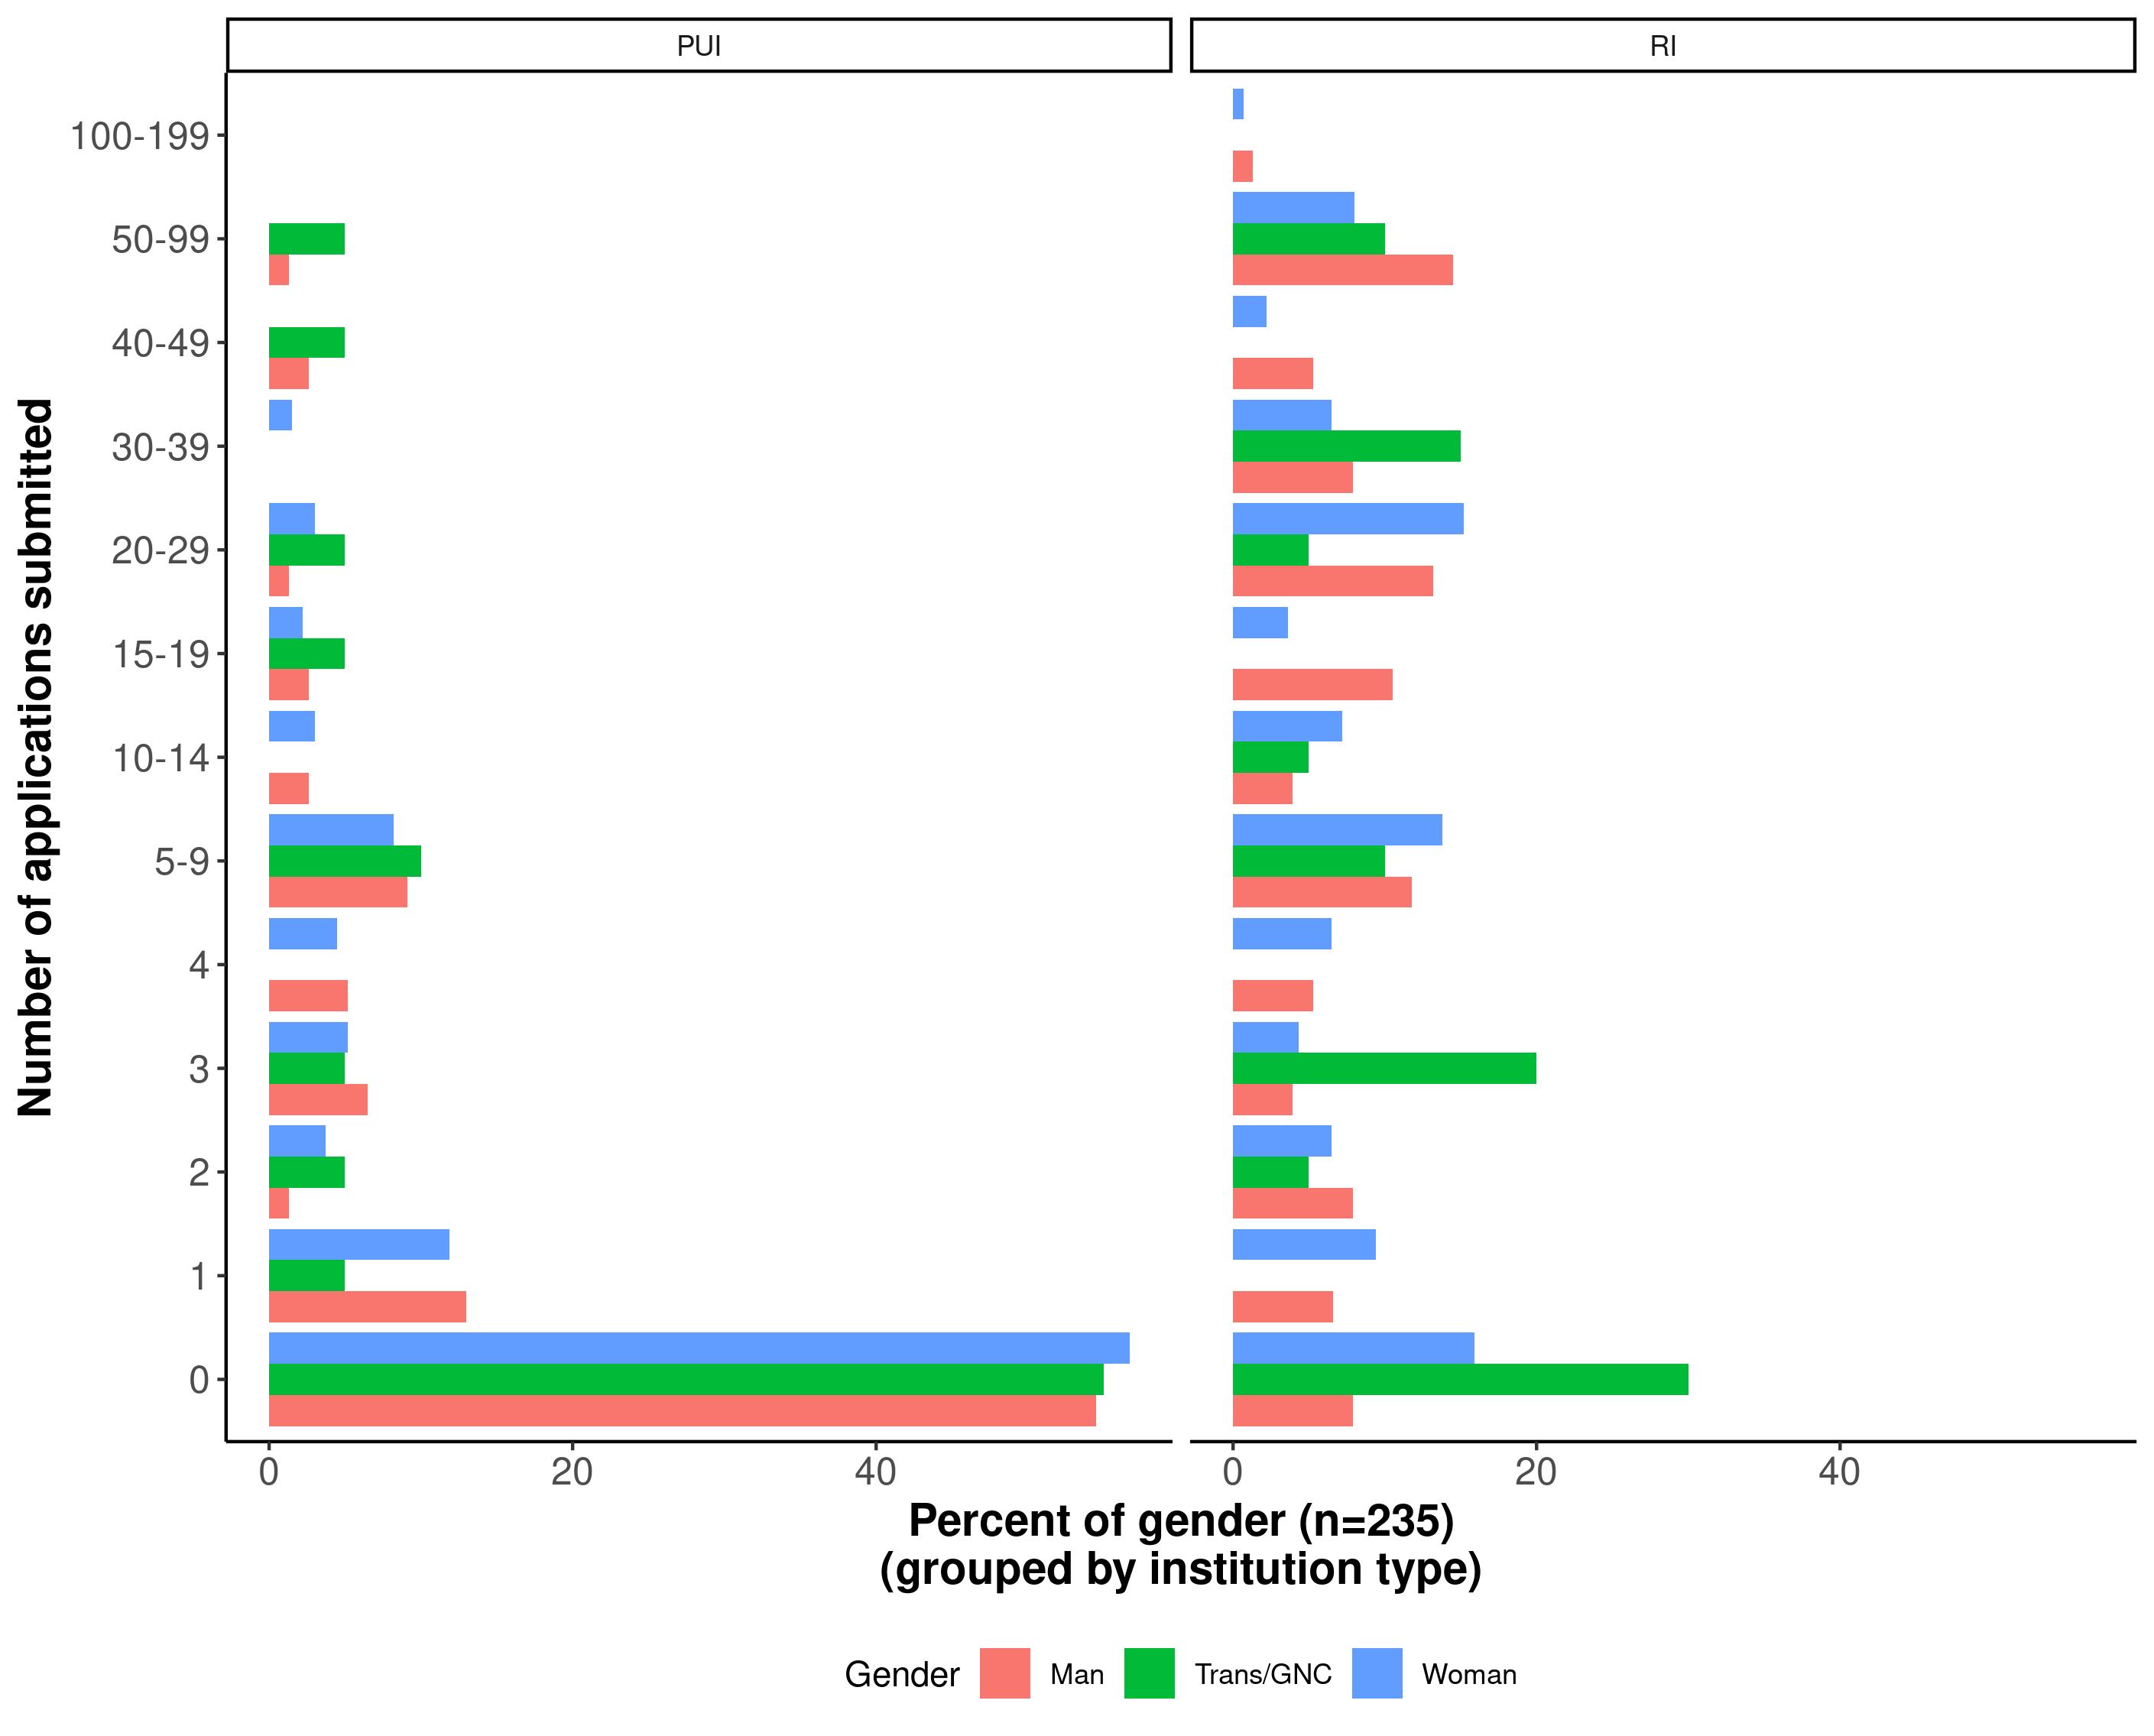 PUI
RI
100-199
50-99
40-49
30-39
20-29
15-19
10-14
5-9
4
3
2
1
0
Number of applications submitted
0 20 40
0 20 40
Percent of gender (n=235)
(grouped by institution type)
Gender Man Trans/GNC Woman